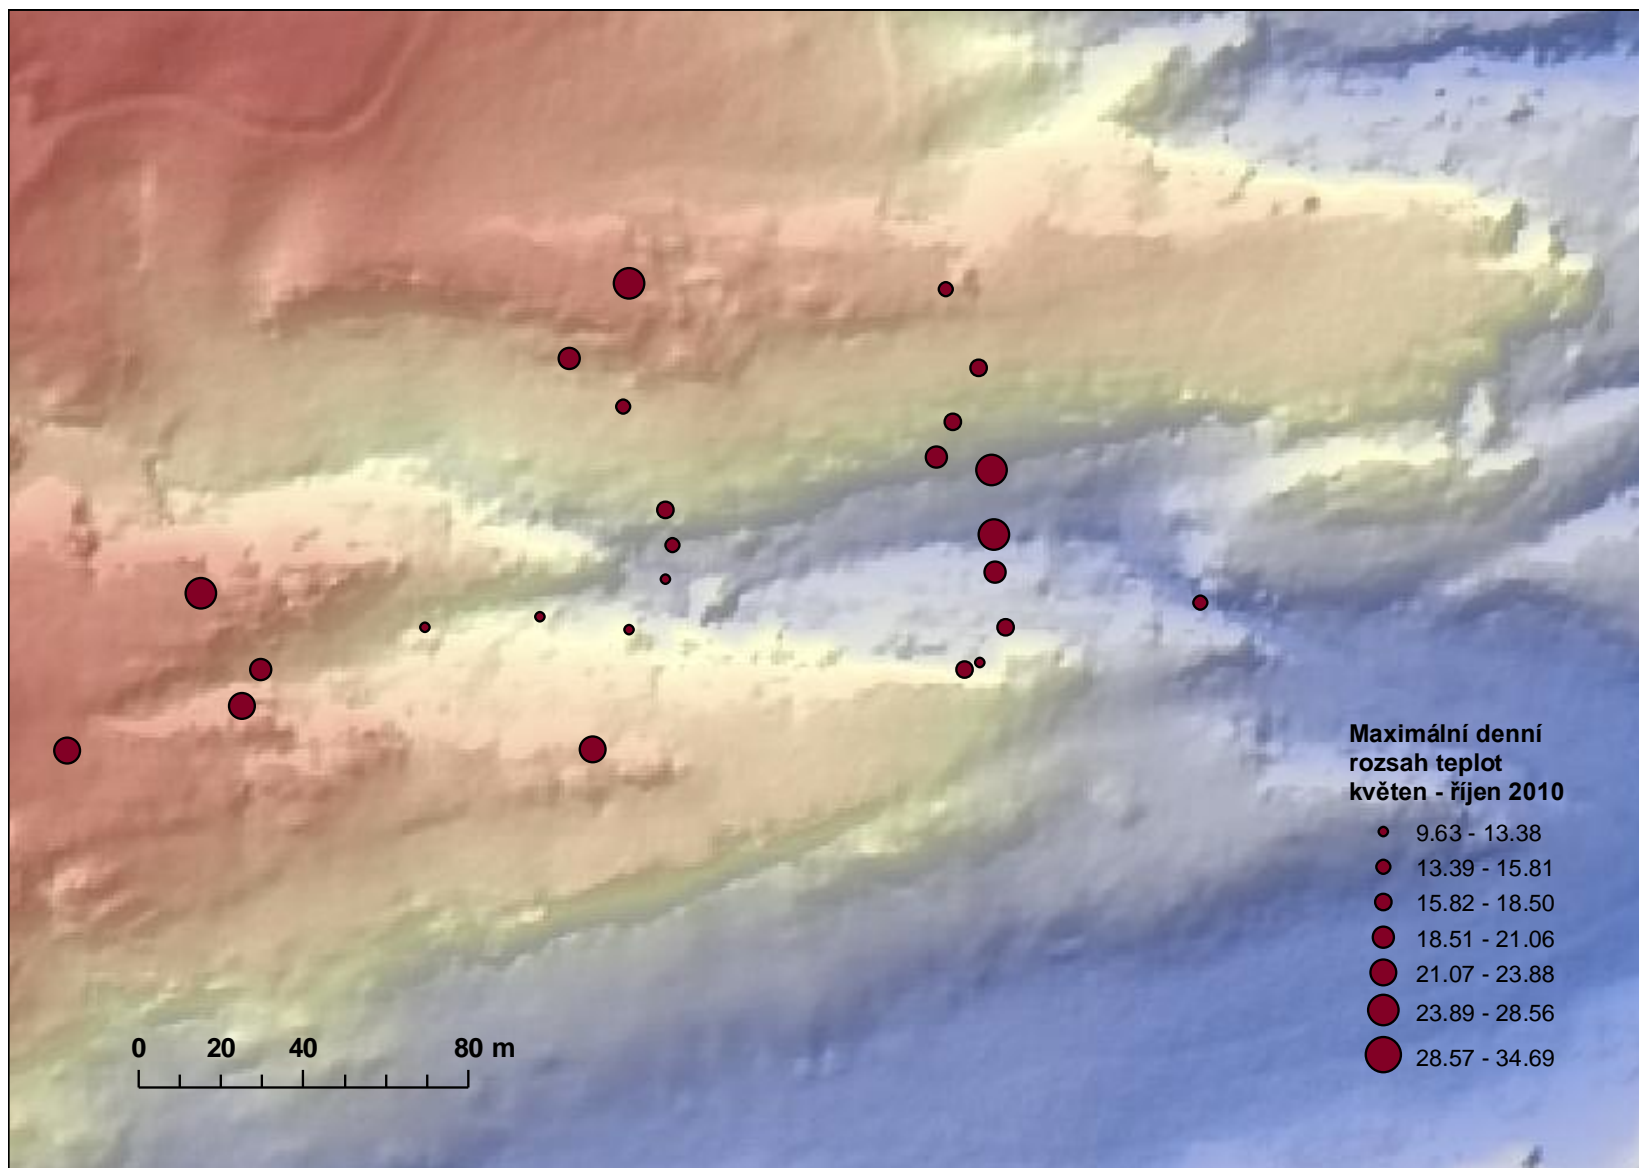 Maximální denní
rozsah teplot
květen - říjen 2010
9.63 - 13.38
13.39 - 15.81
15.82 - 18.50
18.51 - 21.06
21.07 - 23.88
23.89 - 28.56
28.57 - 34.69
0 20 40 80 m